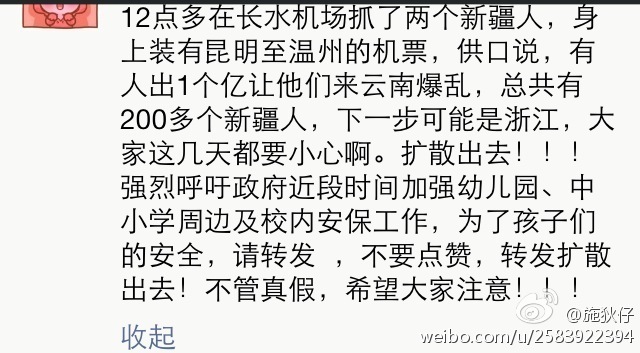 12点多在长水机场抓了两个新疆人，身
上装有昆明至温州的机票，供口说，有
人出1个亿让他们来云南爆乱，总共有
200多个新疆人，下一步可能是浙江，大
家这几天都要小心啊。扩散出去！！！
强烈呼吁政府近段时间加强幼儿园、中
小学周边及校内安保工作，为了孩子们
的安全，请转发 ，不要点赞，转发扩散
出去！不管真假，希望大家注意！！！
收起
@施狄仔
weibo.com/u/2583922394